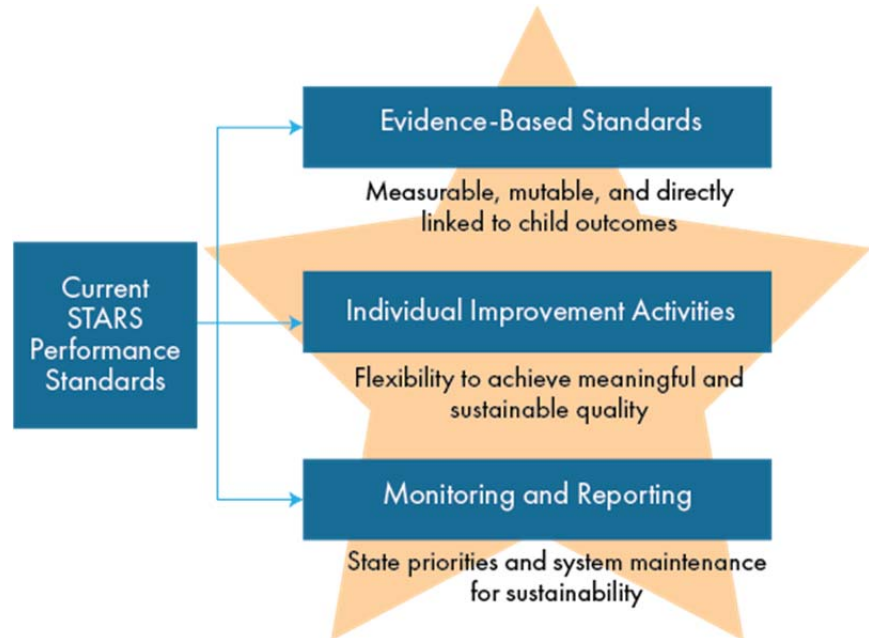 Evidence-Based Standards
Measurable, mutable, and directly
linked to child outcomes
Current
STARS
Performance
Standards
Individual Improvement Activities
Flexibility to achieve meaningful and
sustainable quality
Monitoring and Reporting
State priorities and system maintenance
for sustainability